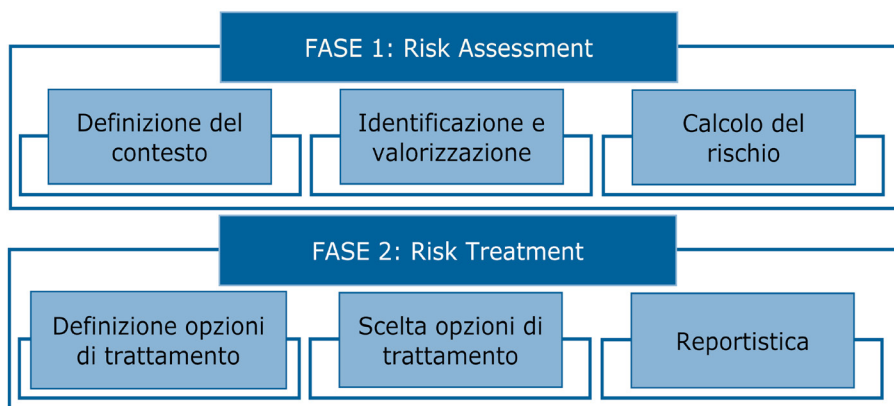 FASE 1: Risk Assessment
Definizione del
contesto
Identificazione e
valorizzazione
Calcolo del
rischio
FASE 2: Risk Treatment
Definizione opzioni
di trattamento
Scelta opzioni di
trattamento
Reportistica